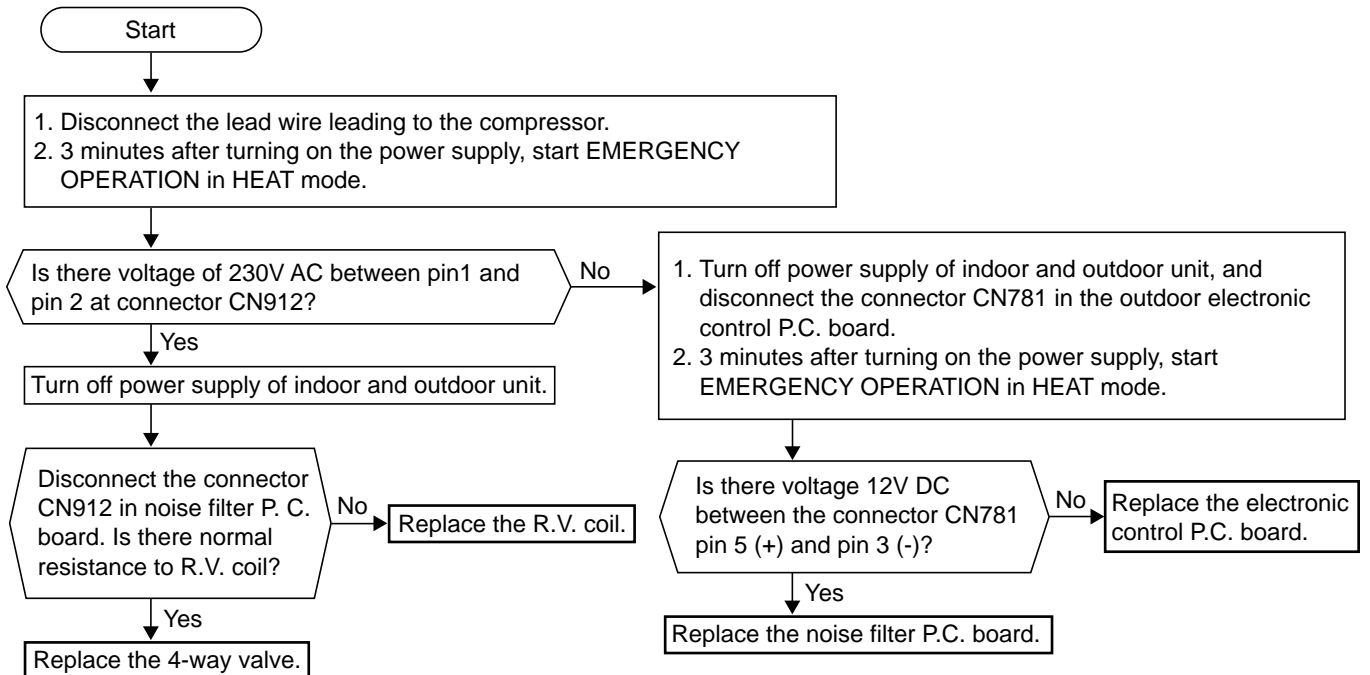 Start
1. Disconnect the lead wire leading to the compressor.
2. 3 minutes after turning on the power supply, start EMERGENCY
OPERATION in HEAT mode.
Is there voltage of 230V AC between pin1 and
pin 2 at connector CN912?
No
Yes
1. Turn off power supply of indoor and outdoor unit, and
disconnect the connector CN781 in the outdoor electronic
control P.C. board.
2. 3 minutes after turning on the power supply, start
EMERGENCY OPERATION in HEAT mode.
Turn off power supply of indoor and outdoor unit.
Disconnect the connector
CN912 in noise filter P. C.
board. Is there normal
resistance to R.V. coil?
No
Replace the R.V. coil.
Yes
Replace the 4-way valve.
Is there voltage 12V DC
between the connector CN781
pin 5 (+) and pin 3 (-)?
No
Replace the electronic
control P.C. board.
Yes
Replace the noise filter P.C. board.